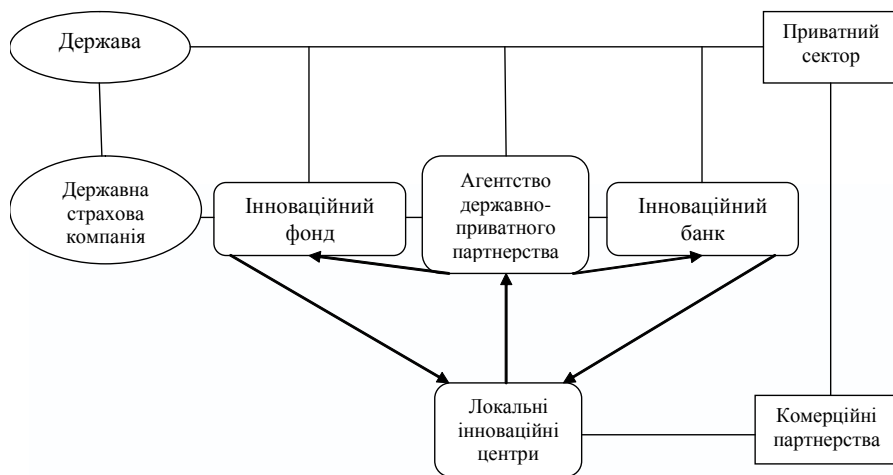 Держава
Приватний
сектор
Державна
страхова
компанія
Інноваційний
фонд
Агентство
державно-
приватного
партнерства
Інноваційний
банк
Локальні
інноваційні
центри
Комерційні
партнерства